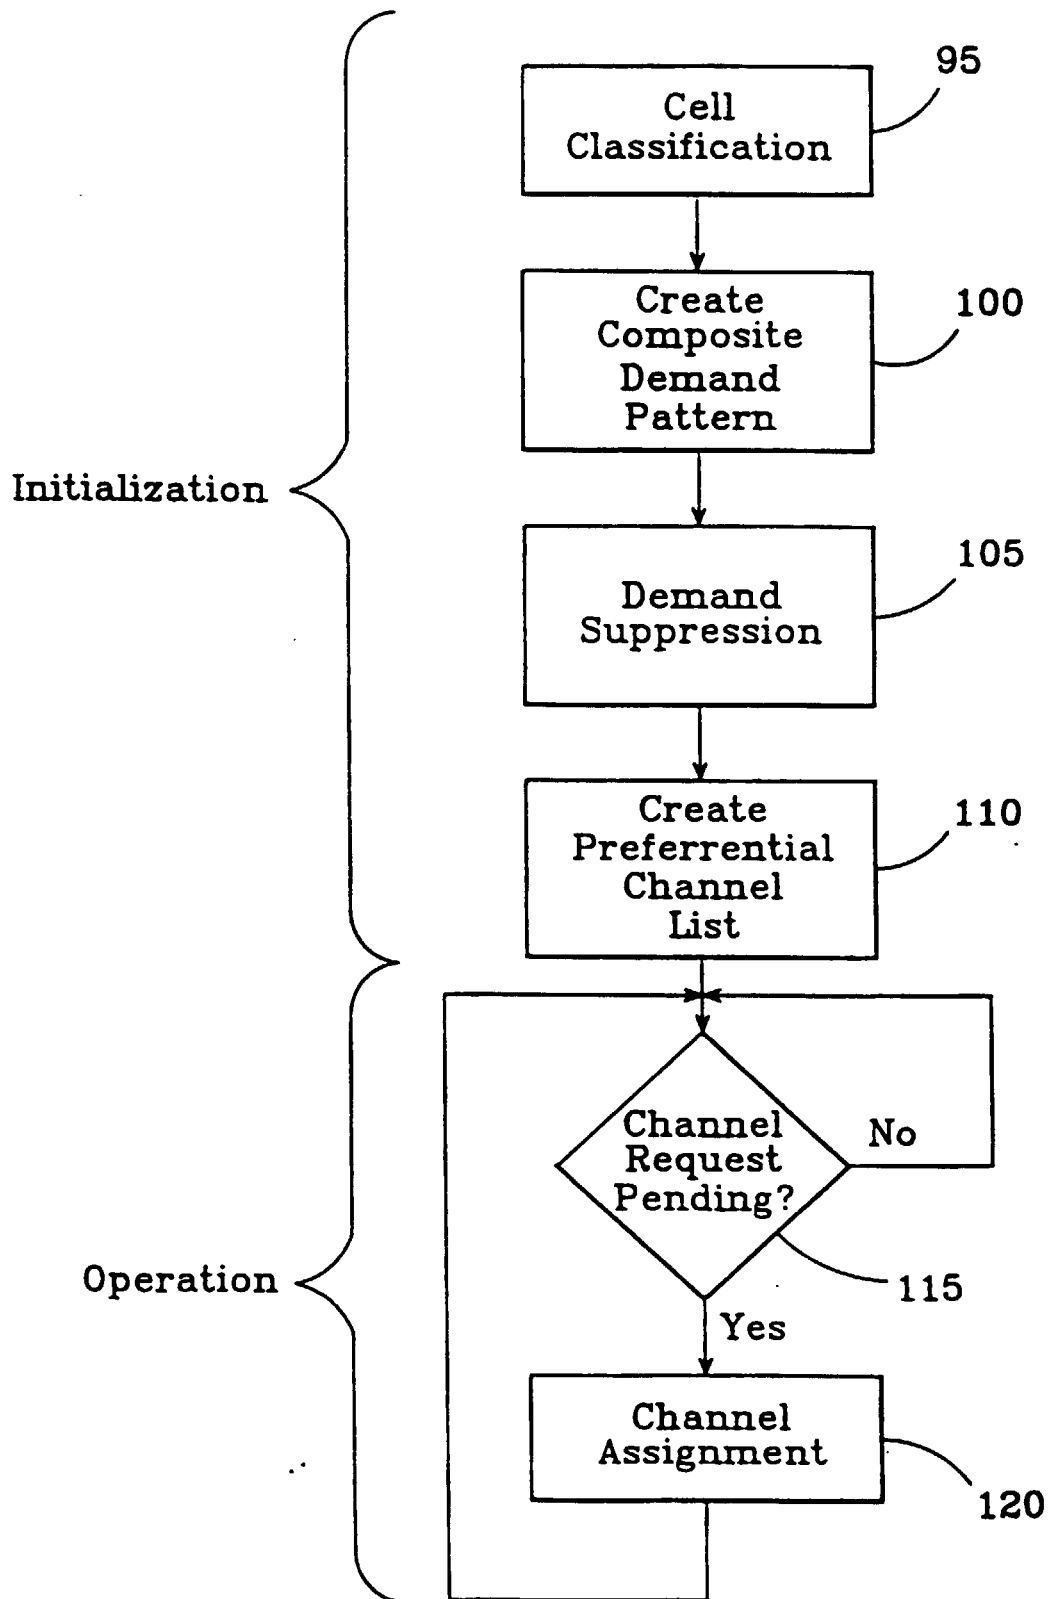 95
Cell
Classification
100
Create
Composite
Demand
Pattern
Initialization
105
Demand
Suppression
110
Create
Preferrential
Channel
List
Channel
Request
Pending?
No
Operation
115
Yes
Channel
Assignment
120